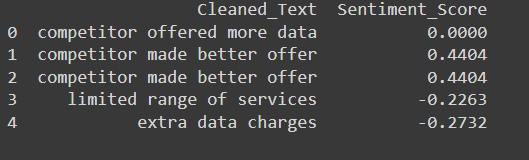 Cleaned_Text Sentiment_Score
0 competitor offered more data 0.0000
1 competitor made better offer 0.4404
2 competitor made better offer 0.4404
3 limited range of services -0.2263
4 extra data charges -0.2732